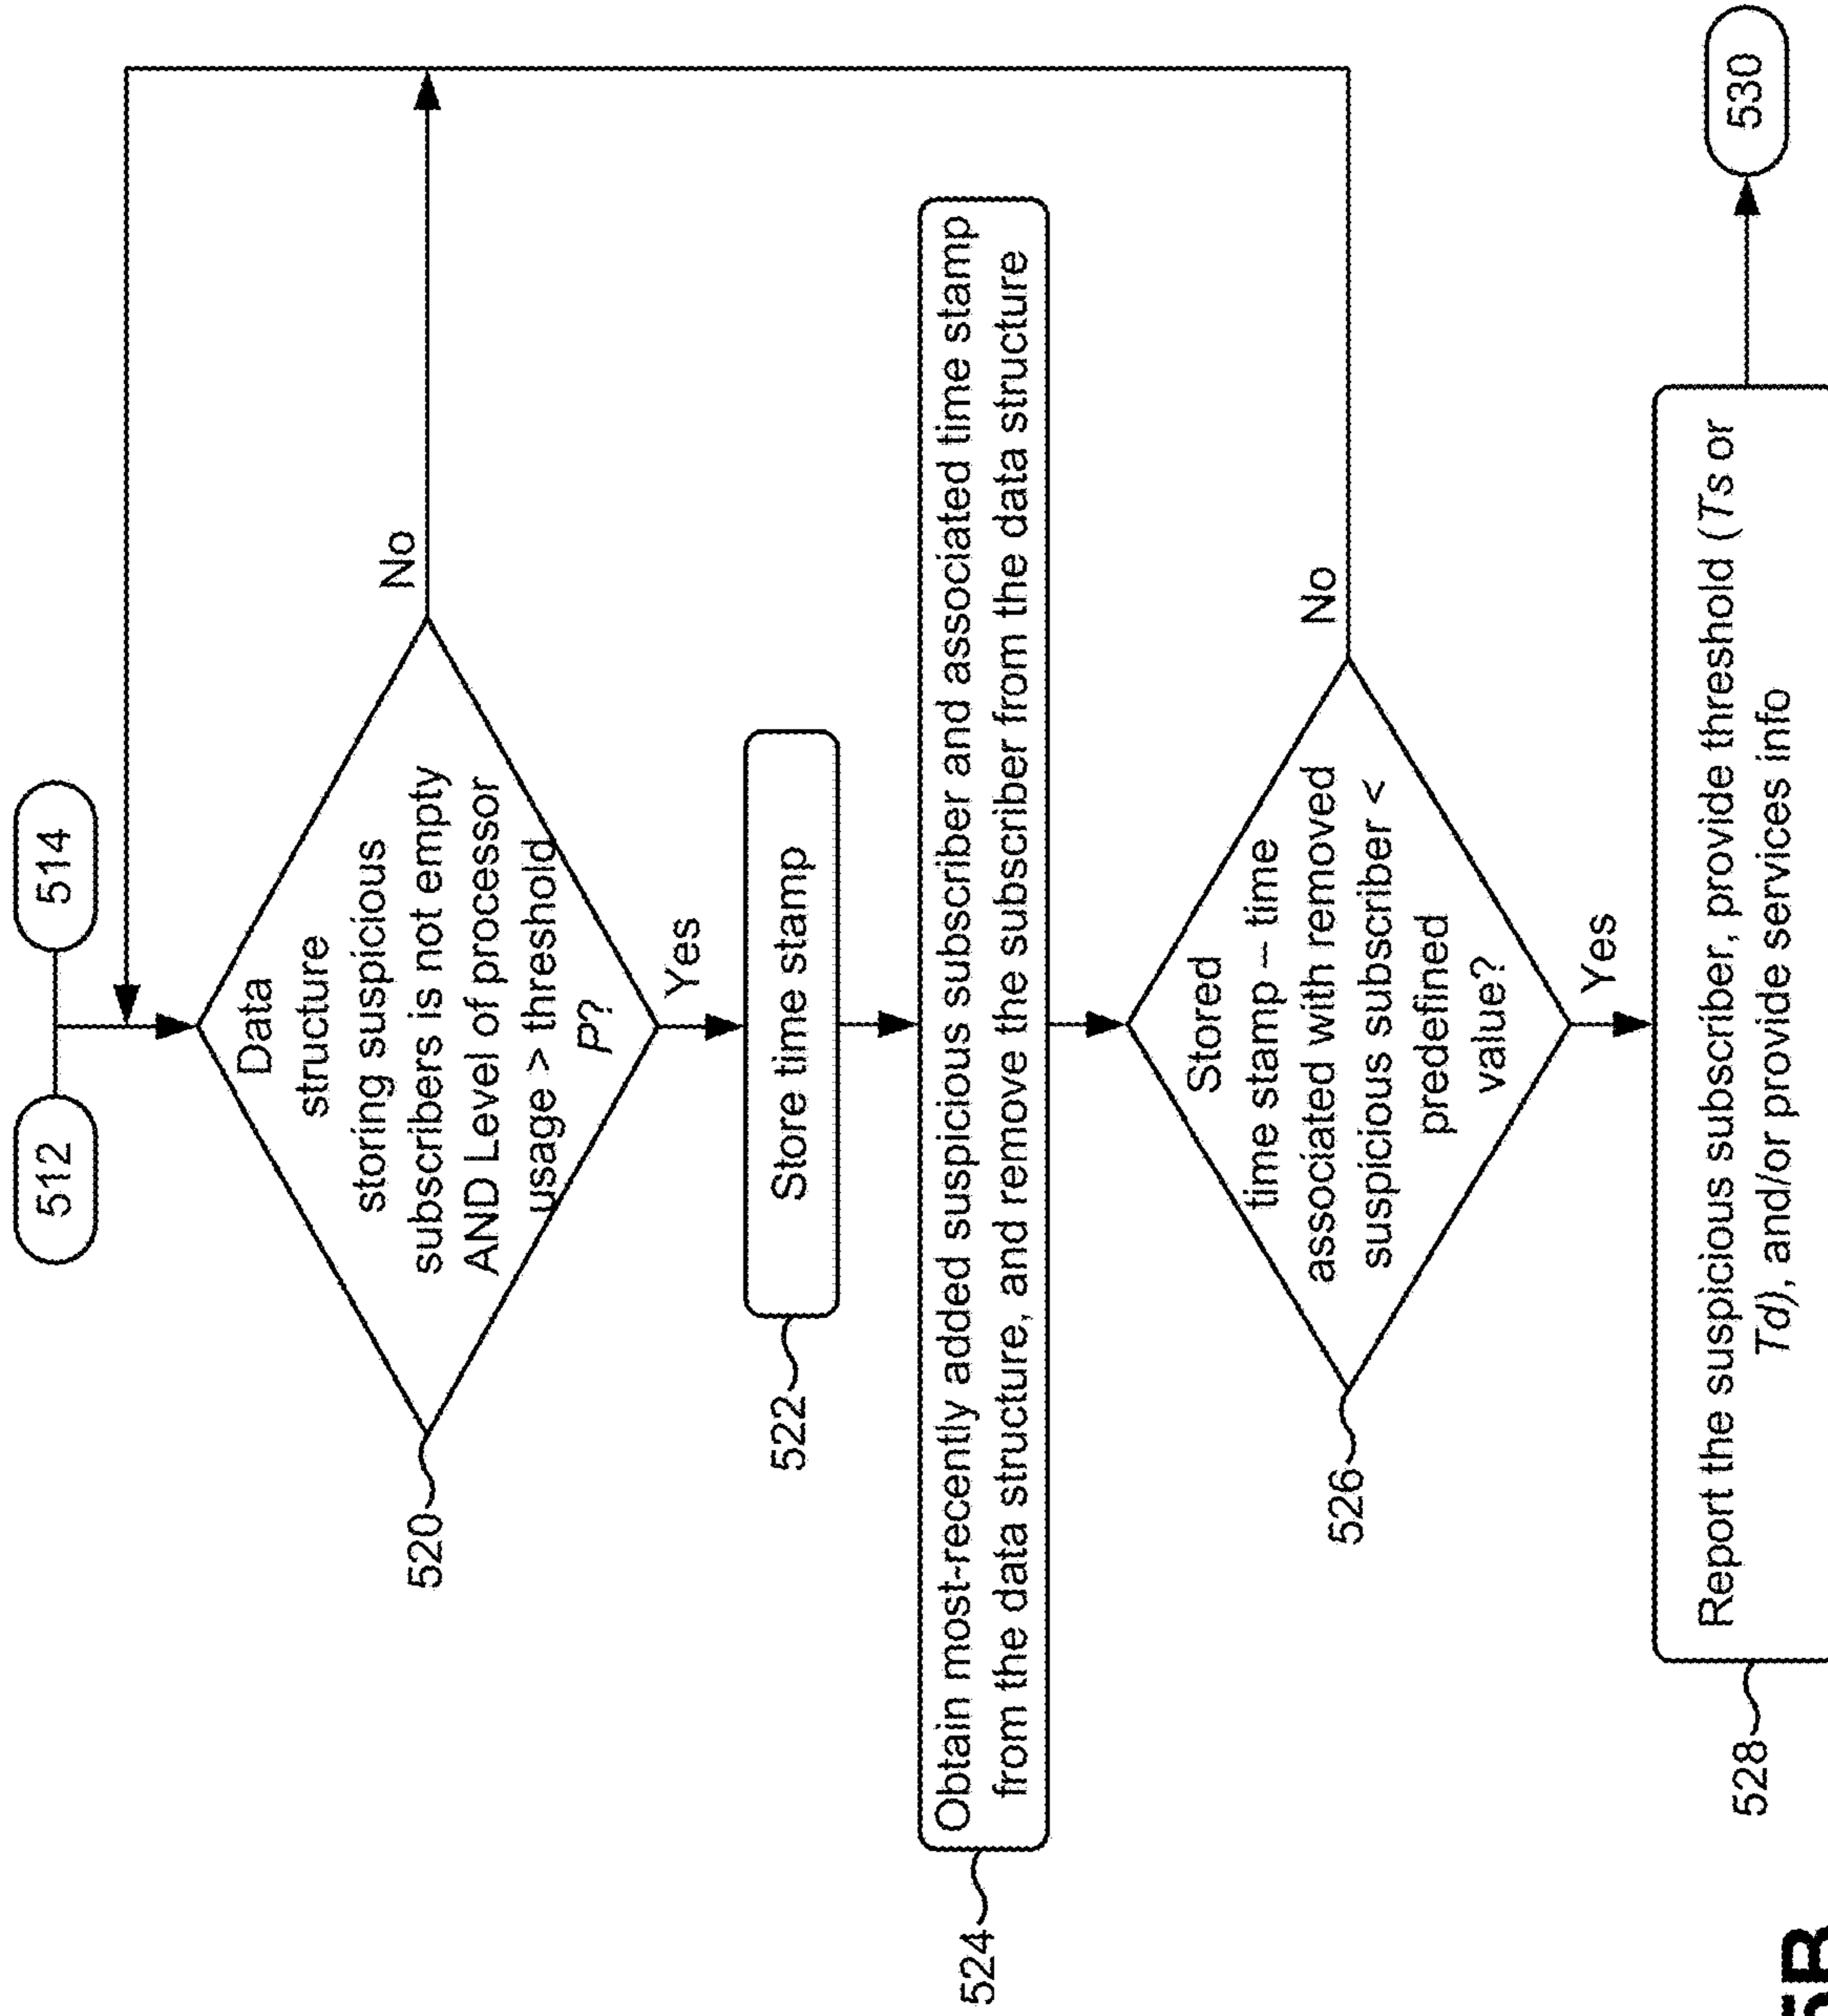 512
514
Data
structure
storing suspicious
subscribers is not empty
AND Level of processor
usage > threshold
P?
No
520
Yes
Store time stamp
522
Obtain most-recently added suspicious subscriber and associated time stamp
from the data structure, and remove the subscriber from the data structure
524
Stored
time stamp – time
associated with removed
suspicious subscriber <
predefined
value?
No
526
Yes
Report the suspicious subscriber, provide threshold (Ts or
Td), and/or provide services info
528
530
5B